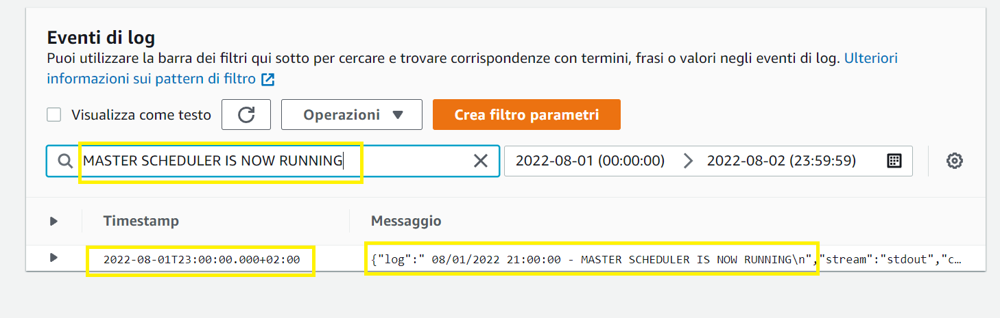 Eventi di log
Puoi utilizzare la barra dei filtri qui sotto per cercare e trovare corrispondenze con termini, frasi o valori negli eventi di log. Ulteriori
informazioni sui pattern di filtro
Visualizza come testo
Operazioni
Crea filtro parametri
MASTER SCHEDULER IS NOW RUNNING
2022-08-01 (00:00:00)
2022-08-02 (23:59:59)
Timestamp
Messaggio
2022-08-01T23:00:00.000+02:00
{"log":" 08/01/2022 21:00:00 - MASTER SCHEDULER IS NOW RUNNING\n","stream":"stdout","c…